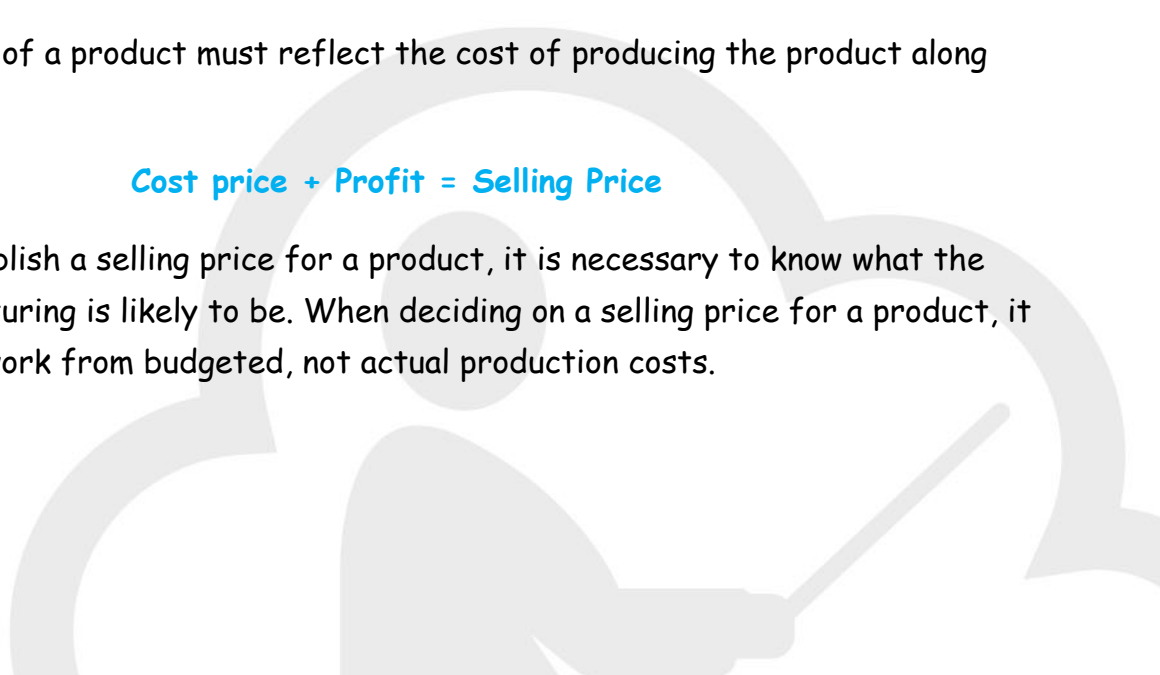 of a product must reflect the cost of producing the product along
Cost price + Profit = Selling Price
lish a selling price for a product, it is necessary to know what the
uring is likely to be. When deciding on a selling price for a product, it
ork from budgeted, not actual production costs.